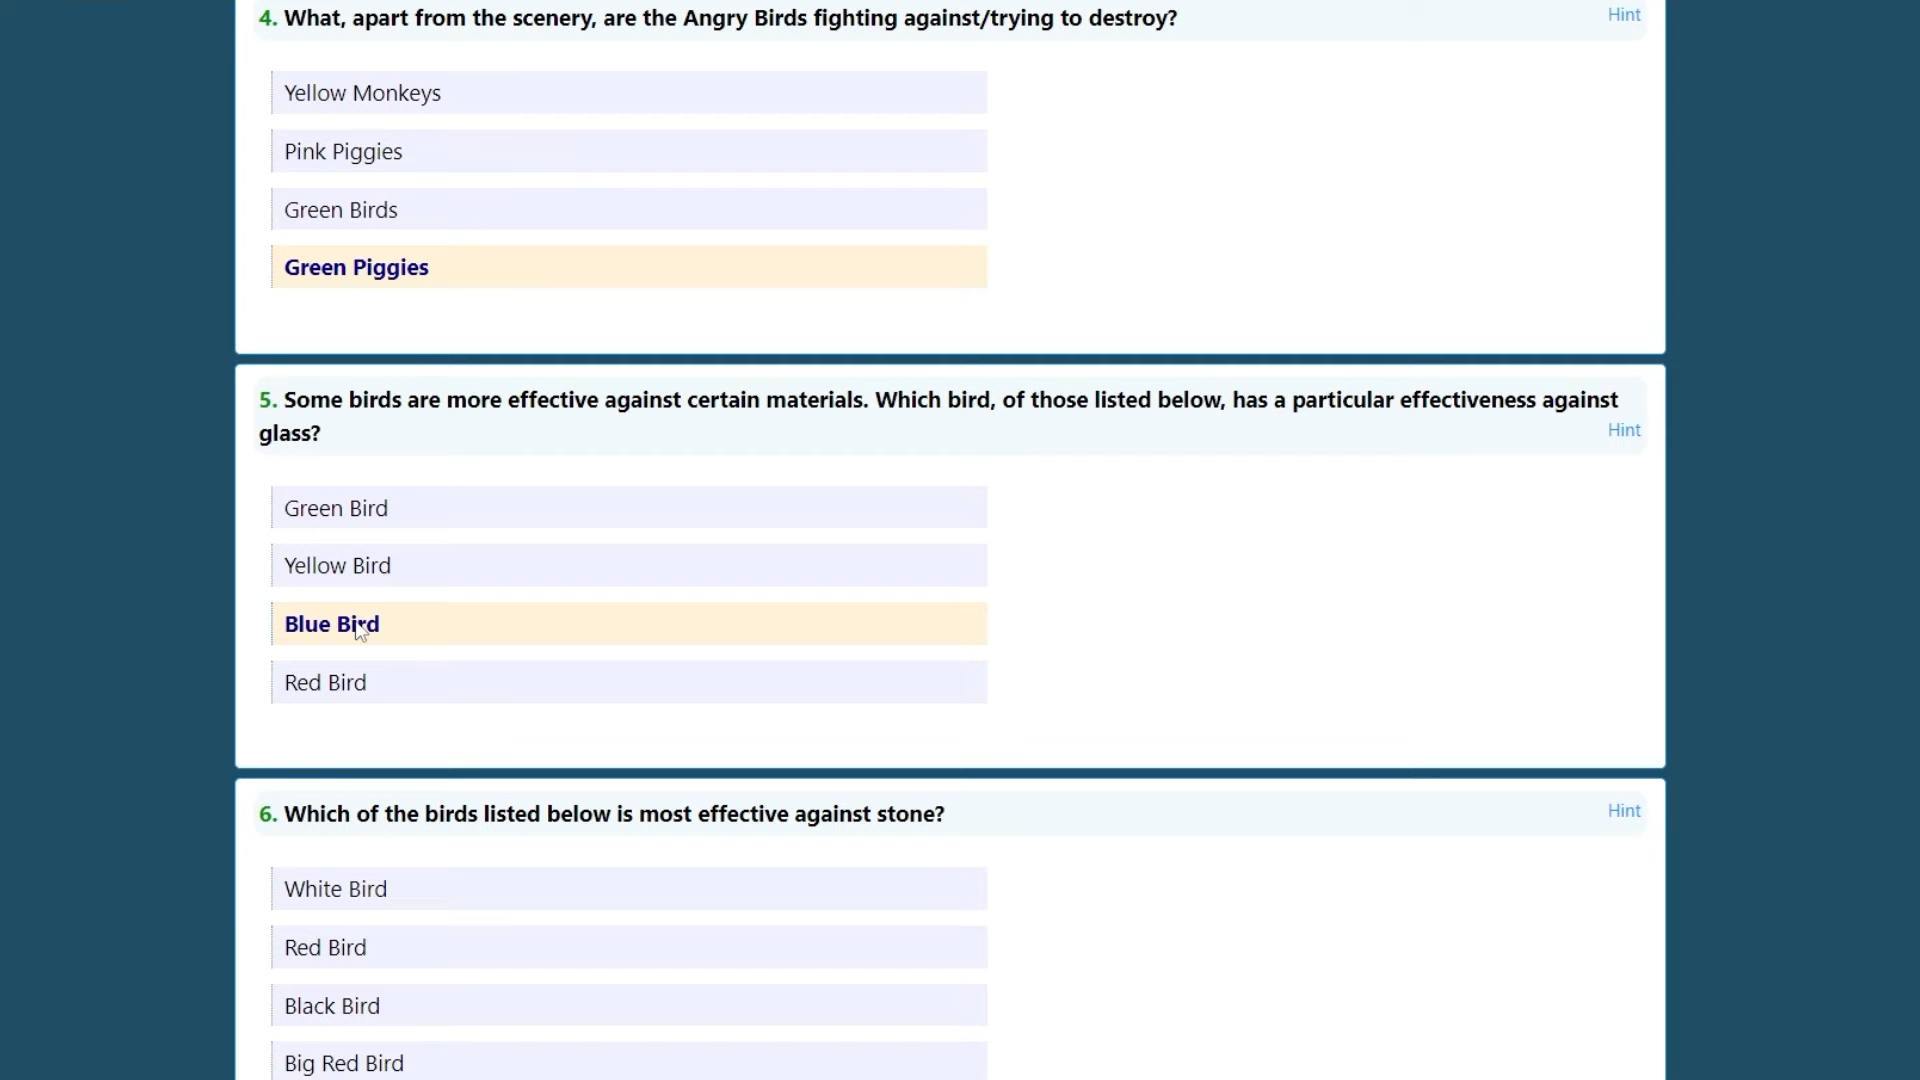 4. What, apart from the scenery, are the Angry Birds fighting against/trying to destroy?
Hint
Yellow Monkeys
Pink Piggies
Green Birds
Green Piggies
5. Some birds are more effective against certain materials. Which bird, of those listed below, has a particular effectiveness against
glass?
Hint
Green Bird
Yellow Bird
Blue Bird
Red Bird
6. Which of the birds listed below is most effective against stone?
Hint
White Bird
Red Bird
Black Bird
Big Red Bird